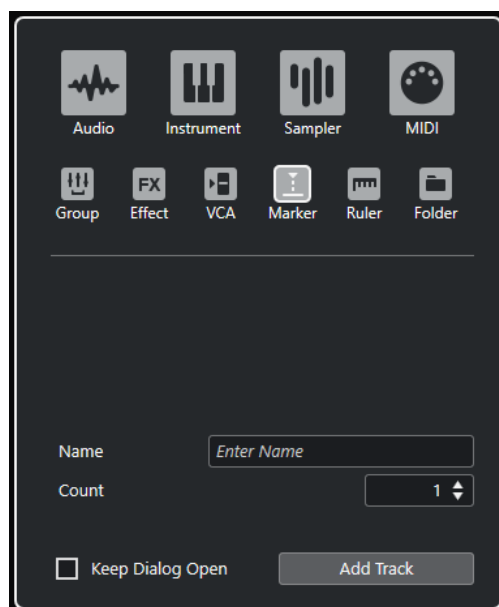 Audio Instrument Sampler MIDI
FX
Group Effect VCA Marker Ruler Folder
Name Enter Name
Count 1
Keep Dialog Open Add Track